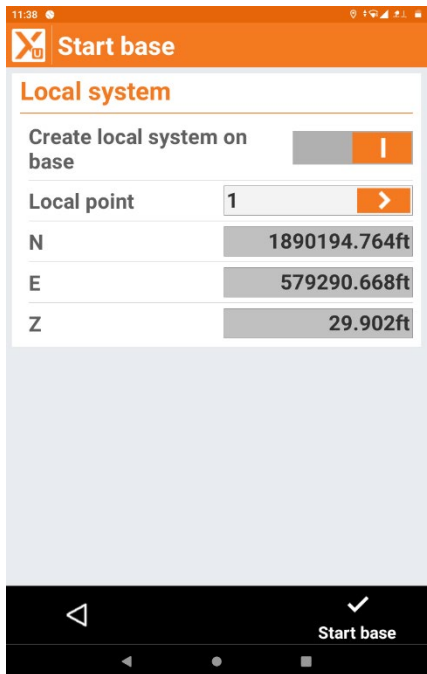 11:38
XU Start base
Local system
Create local system on
base
Local point 1
N 1890194.764ft
E 579290.668ft
Z 29.902ft
Start base